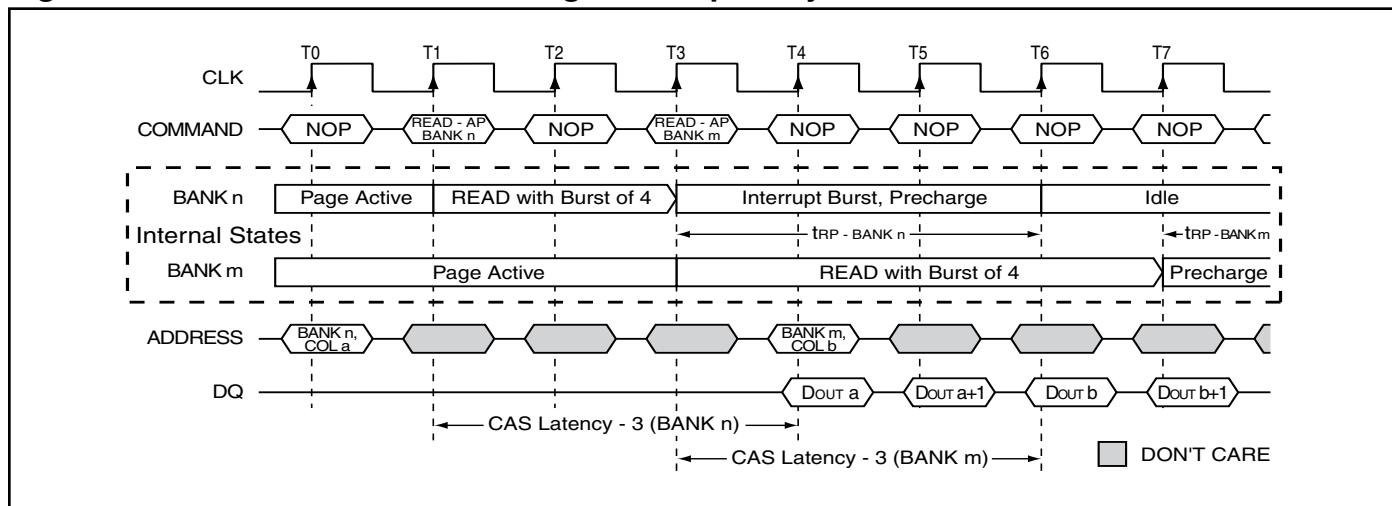 T0 T1 T2 T3 T4 T5 T6 T7
CLK
COMMAND NOP READ - AP BANK n NOP READ - AP BANK m NOP NOP NOP NOP
BANK n Page Active READ with Burst of 4 Interrupt Burst, Precharge Idle
Internal States tRP - BANK n tRP - BANK m
BANK m Page Active READ with Burst of 4 Precharge
ADDRESS BANK n, COL a BANK m, COL b
DQ DOUT a DOUT a+1 DOUT b DOUT b+1
CAS Latency - 3 (BANK n)
CAS Latency - 3 (BANK m) DON'T CARE